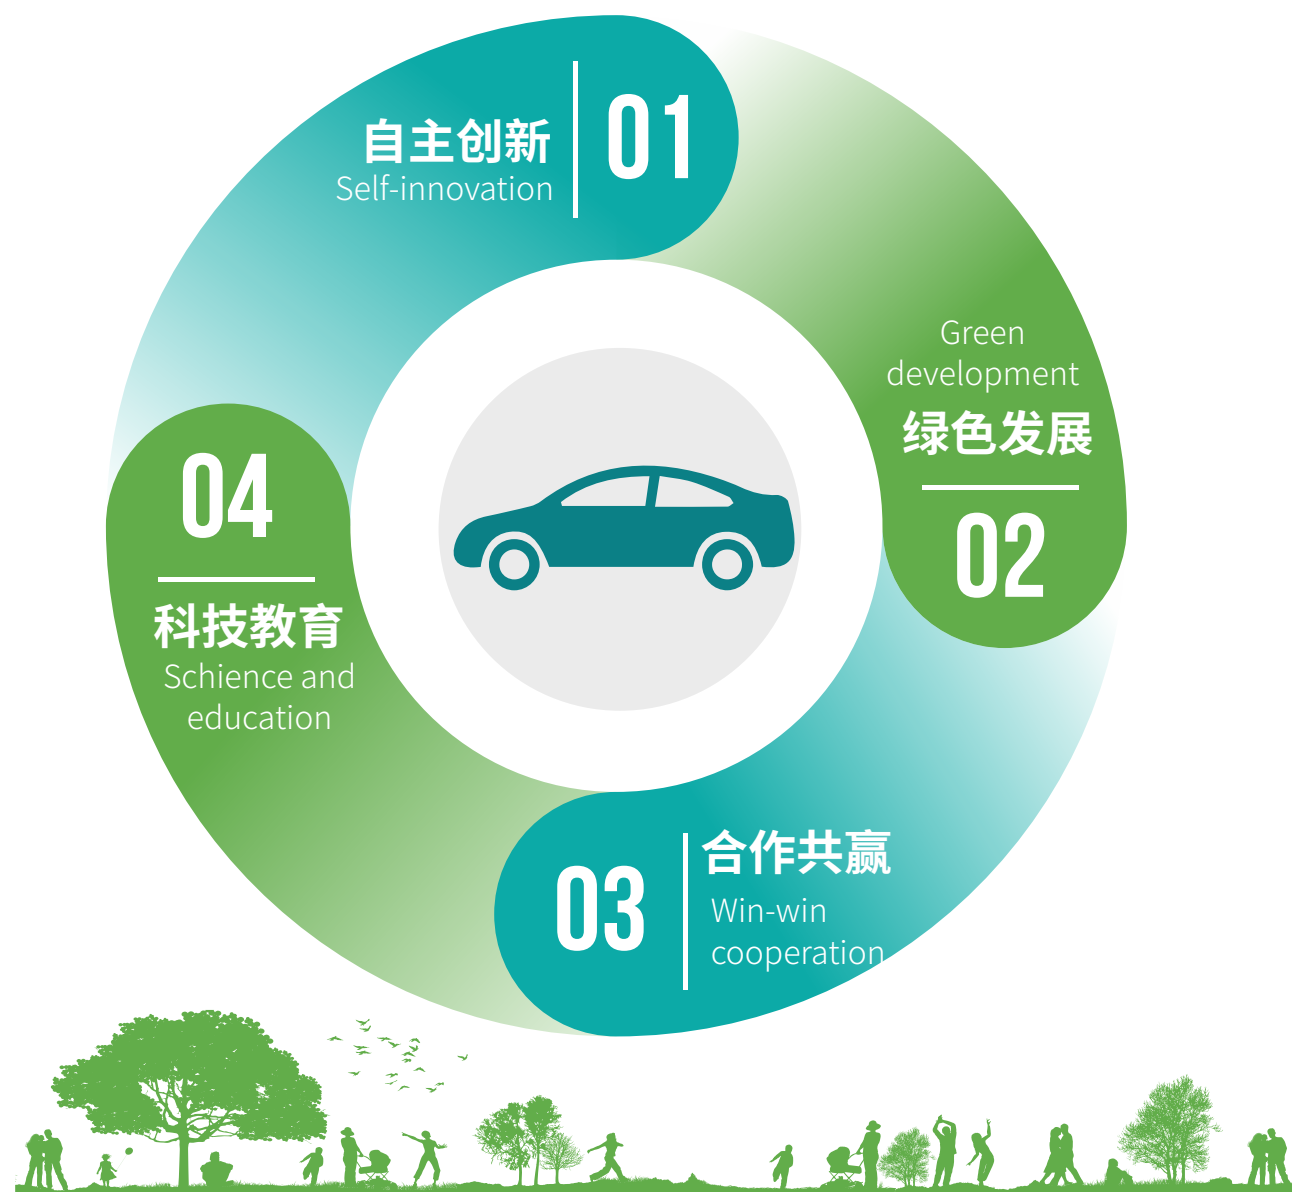 自主创新
Self-innovation
01
Green
development
绿色发展
02
合作共赢
03
Win-win
cooperation
04
科技教育
Schience and
education